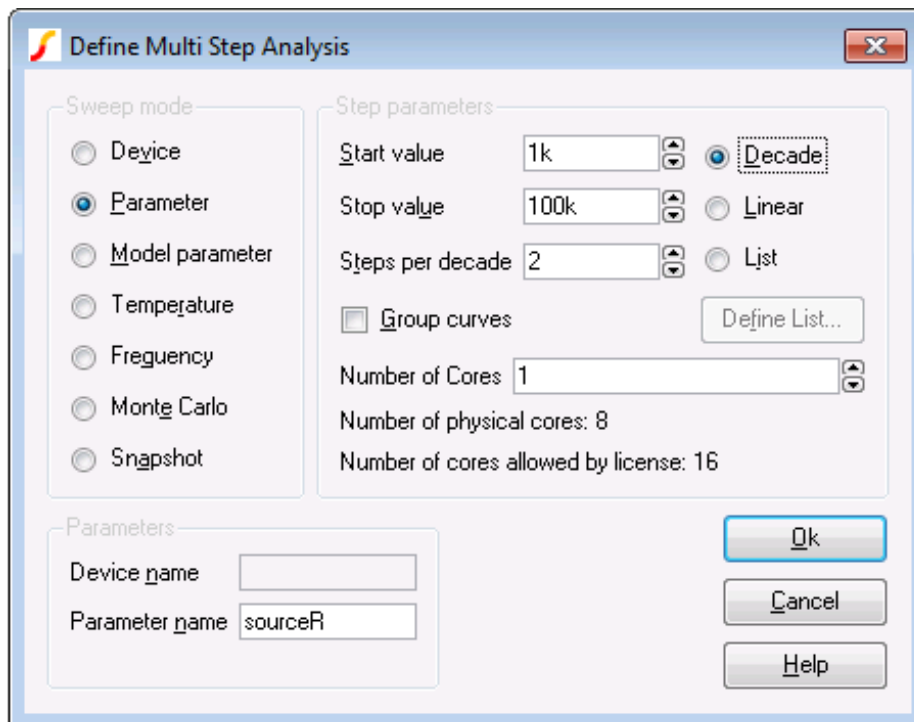 Define Multi Step Analysis
Sweep mode
Device
Parameter
Model parameter
Temperature
Freguency
Monte Carlo
Snapshot
Step parameters
Start value 1k Decade
Stop value 100k Linear
Steps per decade 2 List
Group curves Define List...
Number of Cores 1
Number of physical cores: 8
Number of cores allowed by license: 16
Parameters
Device name
Parameter name sourceR
Ok
Cancel
Help